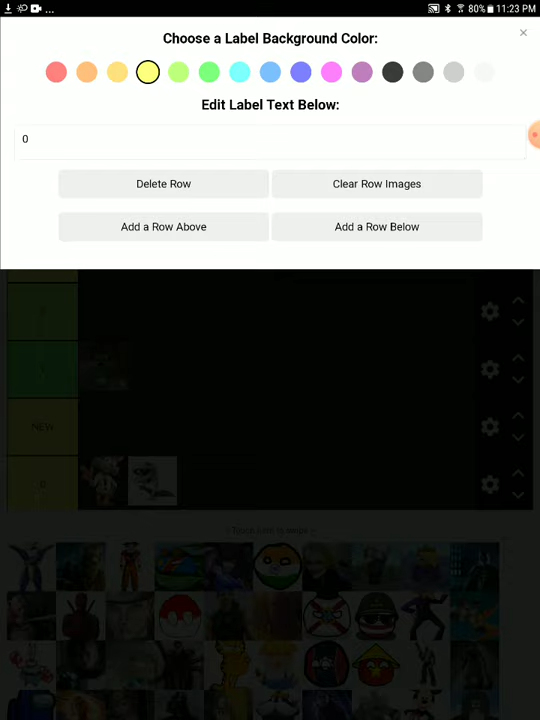 ... 80% 11:23 PM
×
Choose a Label Background Color:
Edit Label Text Below:
0
Delete Row
Clear Row Images
Add a Row Above
Add a Row Below
NEW
0